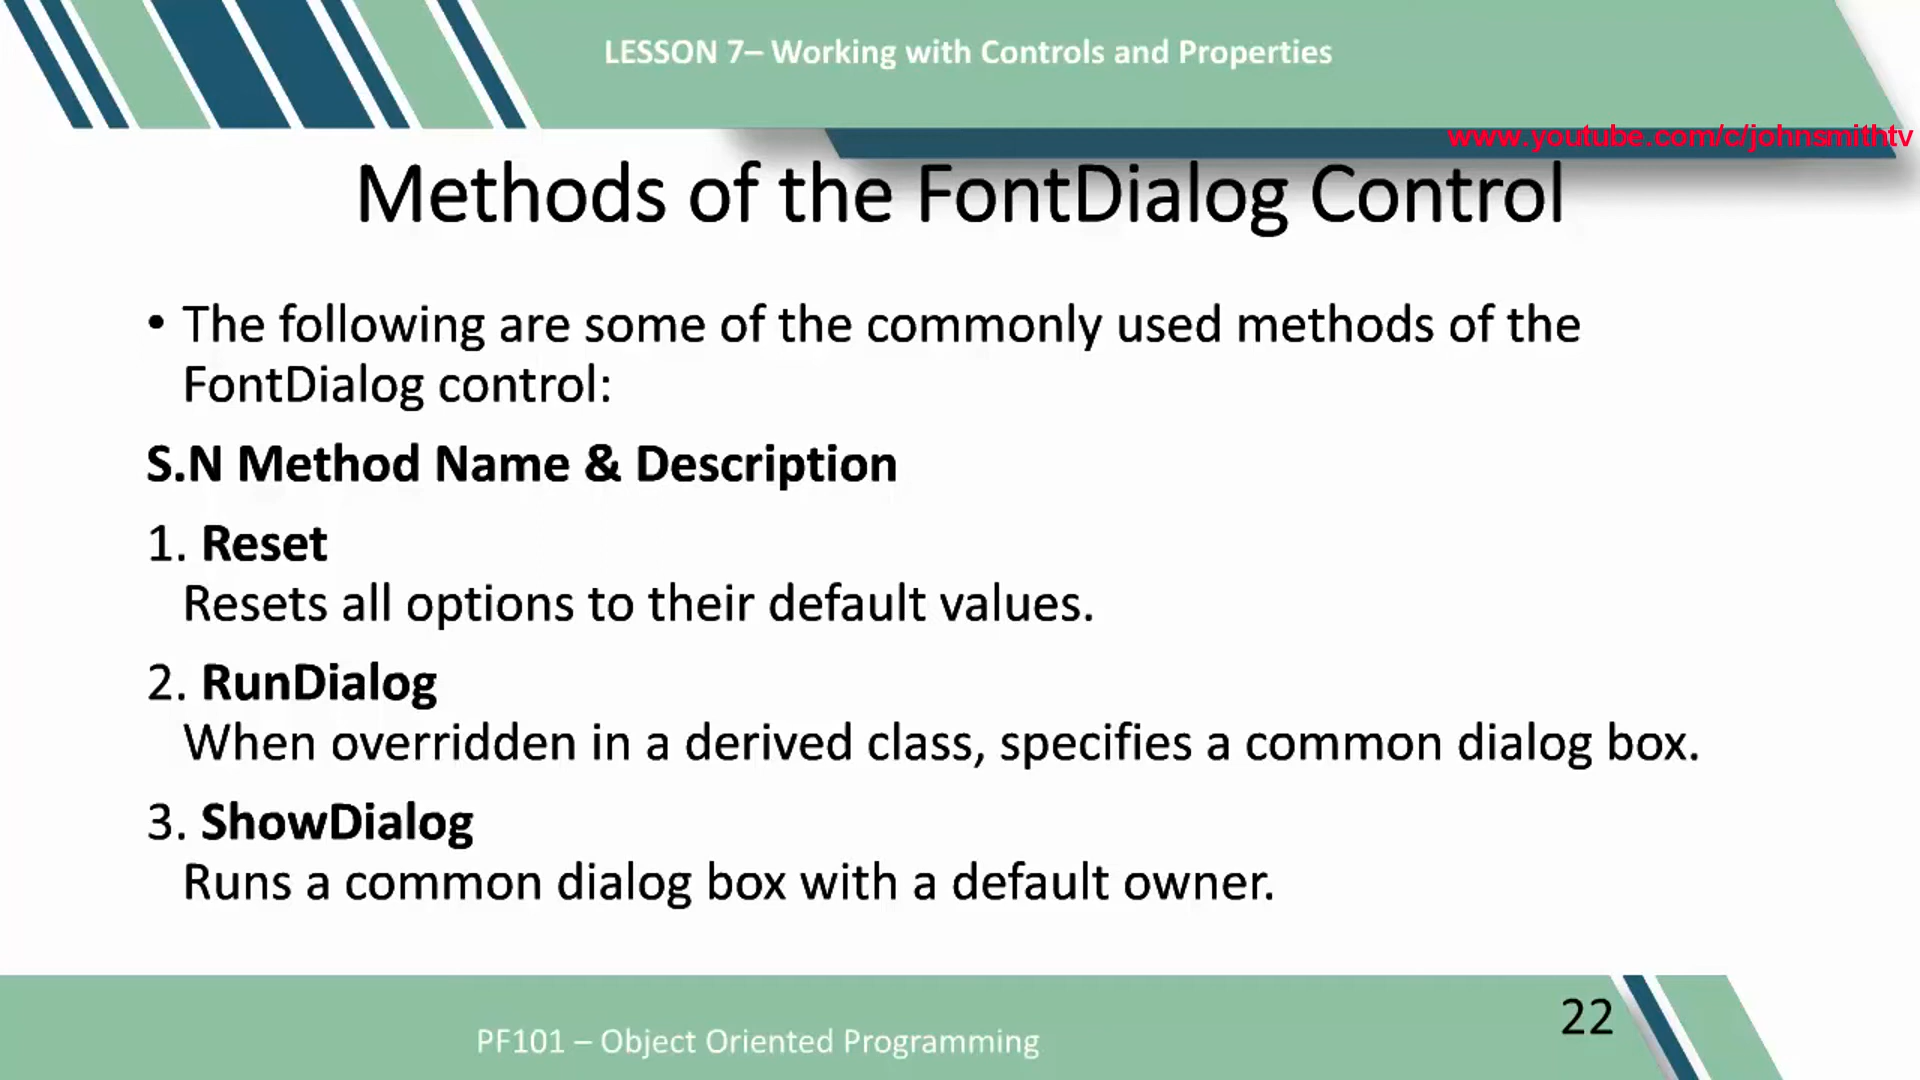 LESSON 7– Working with Controls and Properties
www.youtube.com/c/johnsmithtv
Methods of the FontDialog Control
• The following are some of the commonly used methods of the
FontDialog control:
S.N Method Name & Description
1. Reset
Resets all options to their default values.
2. RunDialog
When overridden in a derived class, specifies a common dialog box.
3. ShowDialog
Runs a common dialog box with a default owner.
22
PF101 – Object Oriented Programming